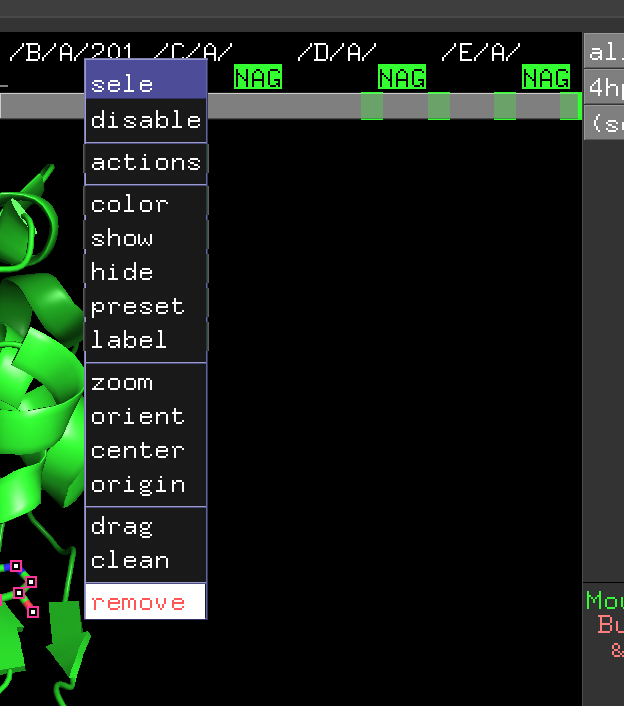 /B/A/201 /C/A/ /D/A/ /E/A/
NAG NAG NAG
al
4h
(s
sele
disable
actions
color
show
hide
preset
label
zoom
orient
center
origin
drag
clean
remove
Mou
Bu
&